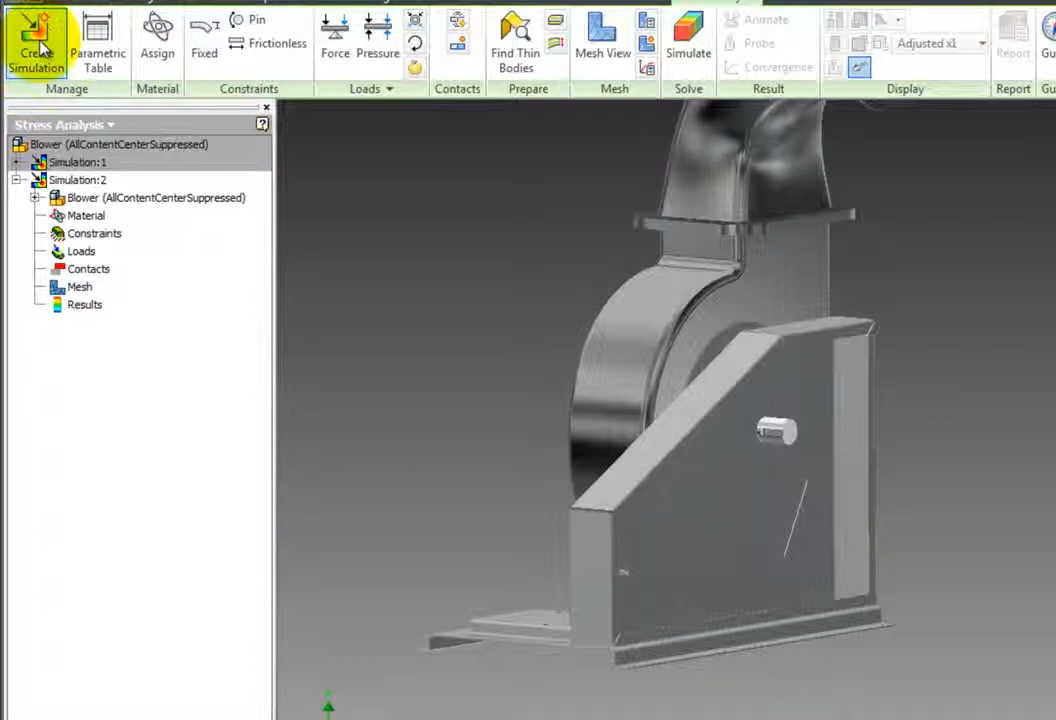 Create
Simulation
Parametric
Table
Assign
Fixed
Pin
Frictionless
Force
Pressure
Find Thin
Bodies
Mesh View
Simulate
Animate
Probe
Convergence
Adjusted x1
Report
Manage
Material
Constraints
Loads
Contacts
Prepare
Mesh
Solve
Result
Display
Report
Stress Analysis
Blower (AllContentCenterSuppressed)
Simulation:1
Simulation:2
Blower (AllContentCenterSuppressed)
Material
Constraints
Loads
Contacts
Mesh
Results